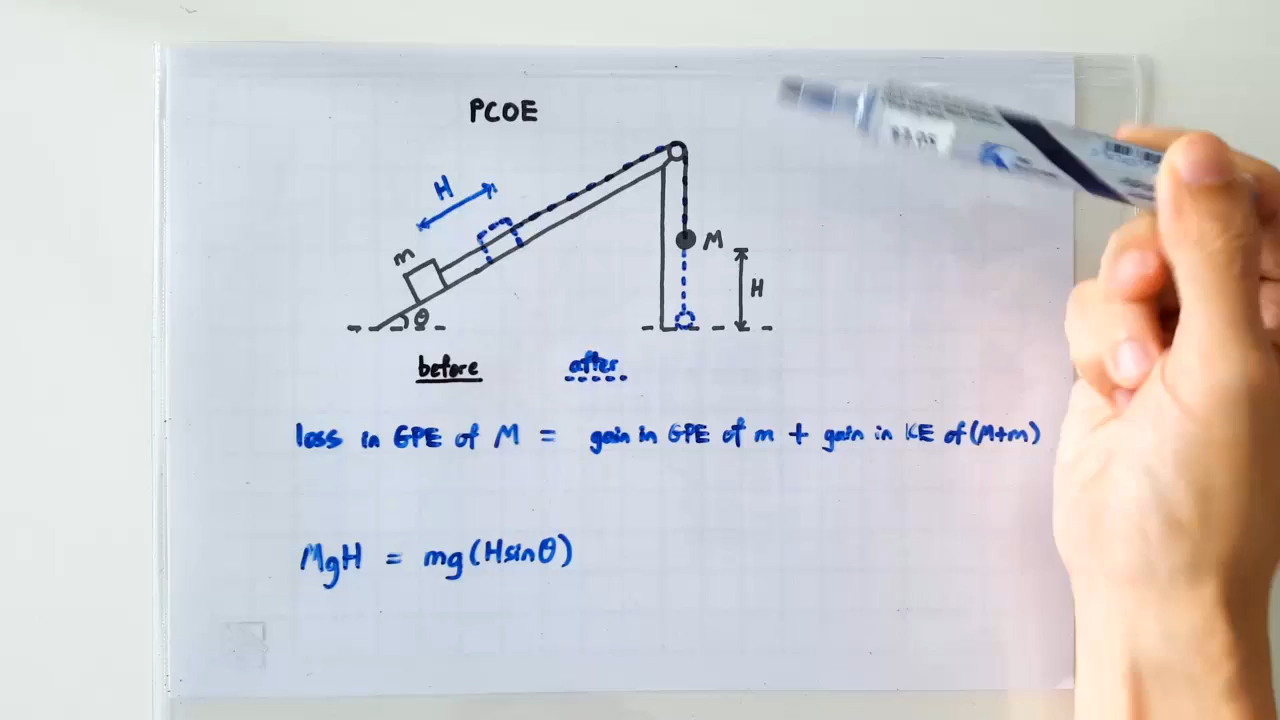 PCOE
H
m
M
H
θ
before after
loss in GPE of M = gain in GPE of m + gain in KE of (M+m)
MgH = mg(Hsinθ)